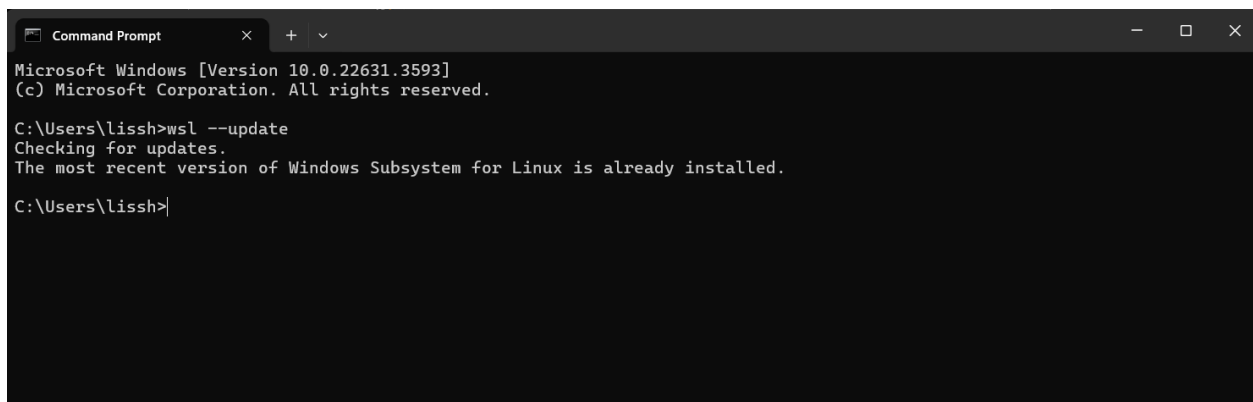 Command Prompt
Microsoft Windows [Version 10.0.22631.3593]
(c) Microsoft Corporation. All rights reserved.
C:\Users\lissh>wsl --update
Checking for updates.
The most recent version of Windows Subsystem for Linux is already installed.
C:\Users\lissh>